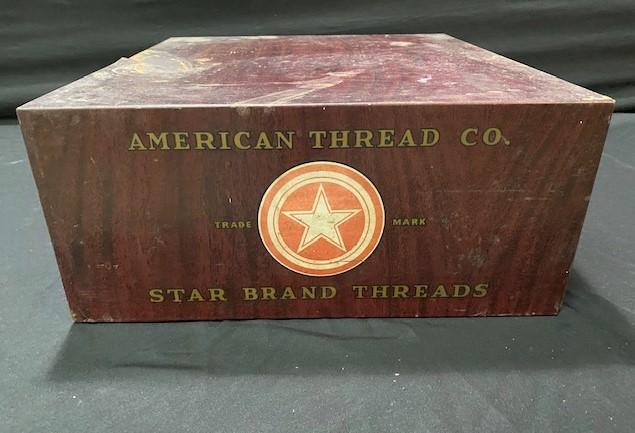 AMERICAN THREAD CO.
TRADE MARK
STAR BRAND THREADS